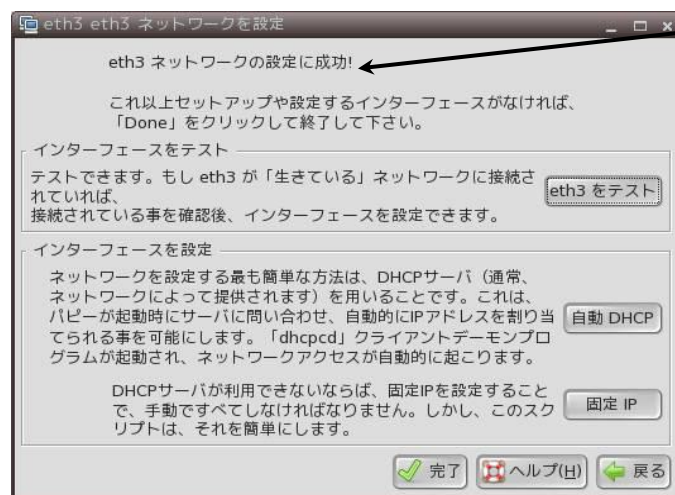 eth3 eth3 ネットワークを設定
eth3 ネットワークの設定に成功!
これ以上セットアップや設定するインターフェースがなければ、
「Done」をクリックして終了して下さい。
インターフェースをテスト
テストできます。もし eth3 が「生きている」ネットワークに接続さ
れていれば、
接続されている事を確認後、インターフェースを設定できます。
eth3 をテスト
インターフェースを設定
ネットワークを設定する最も簡単な方法は、DHCPサーバ（通常、
ネットワークによって提供されます）を用いることです。これは、
パピーが起動時にサーバに問い合わせ、自動的にIPアドレスを割り当
てられる事を可能にします。「dhcpcd」クライアントデーモンプロ
グラムが起動され、ネットワークアクセスが自動的に起こります。
自動 DHCP
DHCPサーバが利用できないならば、固定IPを設定すること
で、手動ですべてしなければなりません。しかし、このスク
リプトは、それを簡単にします。
固定 IP
完了
ヘルプ(H)
戻る